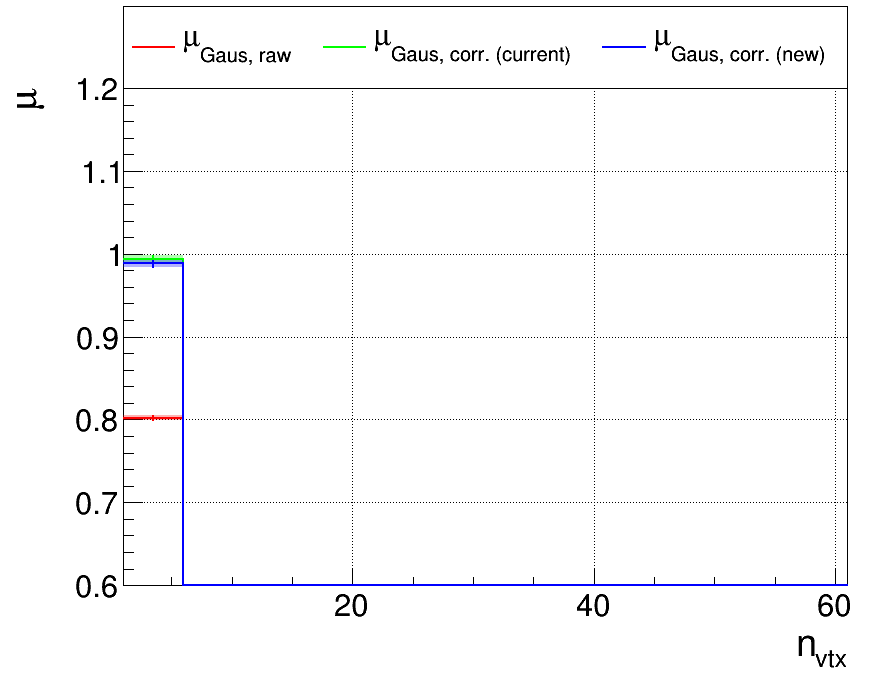 μGaus, raw μGaus, corr. (current) μGaus, corr. (new)
μ
1.2
1.1
1
0.9
0.8
0.7
0.6
20 40 60
nvtx